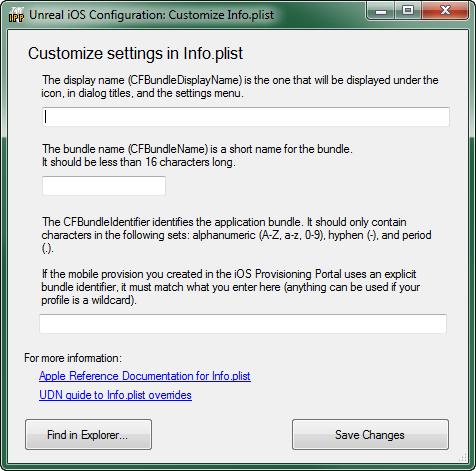 Unreal iOS Configuration: Customize Info.plist
Customize settings in Info.plist
The display name (CFBundleDisplayName) is the one that will be displayed under the
icon, in dialog titles, and the settings menu.
The bundle name (CFBundleName) is a short name for the bundle.
It should be less than 16 characters long.
The CFBundleIdentifier identifies the application bundle. It should only contain
characters in the following sets: alphanumeric (A-Z, a-z, 0-9), hyphen (-), and period
(.).
If the mobile provision you created in the iOS Provisioning Portal uses an explicit
bundle identifier, it must match what you enter here (anything can be used if your
profile is a wildcard).
For more information:
Apple Reference Documentation for Info.plist
UDN guide to Info.plist overrides
Find in Explorer...
Save Changes